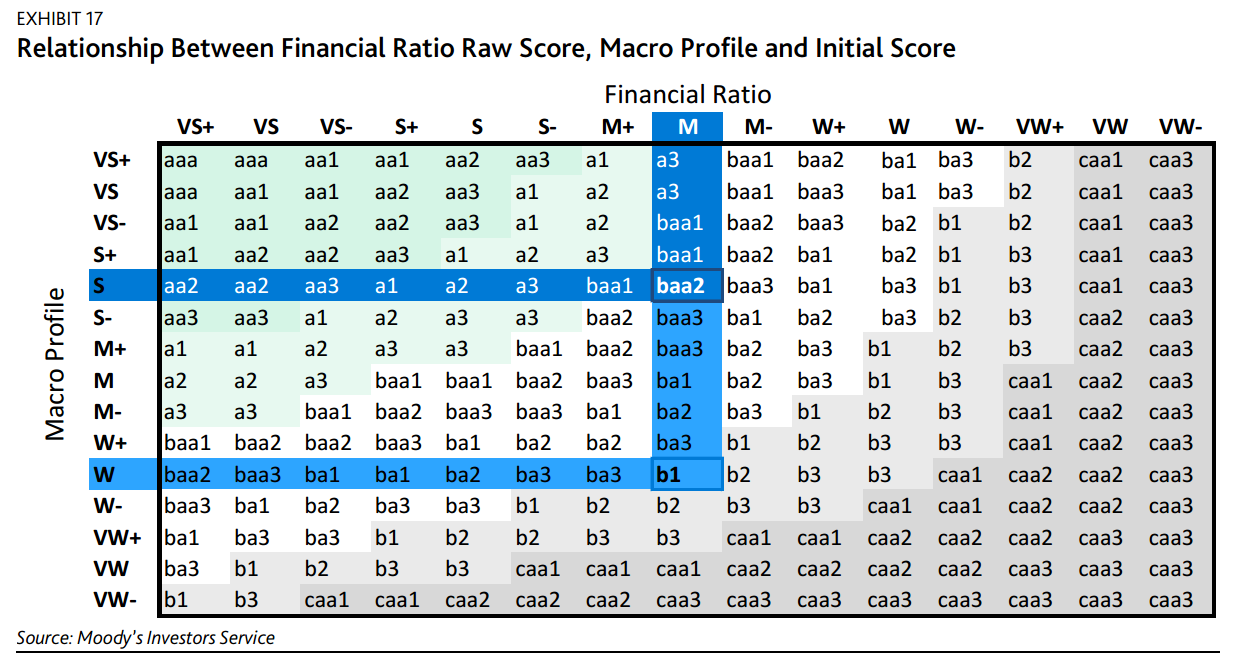 EXHIBIT 17
Relationship Between Financial Ratio Raw Score, Macro Profile and Initial Score
Financial Ratio
VS+ VS VS- S+ S S- M+ M M- W+ W W- VW+ VW VW-
Macro Profile
VS+ aaa aaa aa1 aa1 aa2 aa3 a1 a3 baa1 baa2 ba1 ba3 b2 caa1 caa3
VS aaa aa1 aa1 aa2 aa3 a1 a2 a3 baa1 baa3 ba1 ba3 b2 caa1 caa3
VS- aa1 aa1 aa2 aa2 aa3 a1 a2 baa1 baa2 baa3 ba2 b1 b2 caa1 caa3
S+ aa1 aa2 aa2 aa3 a1 a2 a3 baa1 baa2 ba1 ba2 b1 b3 caa1 caa3
S aa2 aa2 aa3 a1 a2 a3 baa1 baa2 baa3 ba1 ba3 b1 b3 caa1 caa3
S- aa3 aa3 a1 a2 a3 a3 baa2 baa3 ba1 ba2 ba3 b2 b3 caa2 caa3
M+ a1 a1 a2 a3 a3 baa1 baa2 baa3 ba2 ba3 b1 b2 b3 caa2 caa3
M a2 a2 a3 baa1 baa1 baa2 baa3 ba1 ba2 ba3 b1 b3 caa1 caa2 caa3
M- a3 a3 baa1 baa2 baa3 baa3 ba1 ba2 ba3 b1 b2 b3 caa1 caa2 caa3
W+ baa1 baa2 baa2 baa3 ba1 ba2 ba2 ba3 b1 b2 b3 b3 caa1 caa2 caa3
W baa2 baa3 ba1 ba1 ba2 ba3 ba3 b1 b2 b3 b3 caa1 caa2 caa2 caa3
W- baa3 ba1 ba2 ba3 ba3 b1 b2 b2 b3 b3 caa1 caa1 caa2 caa2 caa3
VW+ ba1 ba3 ba3 b1 b2 b2 b3 b3 caa1 caa1 caa2 caa2 caa2 caa3 caa3
VW ba3 b1 b2 b3 b3 caa1 caa1 caa1 caa2 caa2 caa2 caa2 caa3 caa3 caa3
VW- b1 b3 caa1 caa1 caa2 caa2 caa2 caa3 caa3 caa3 caa3 caa3 caa3 caa3 caa3
Source: Moody's Investors Service